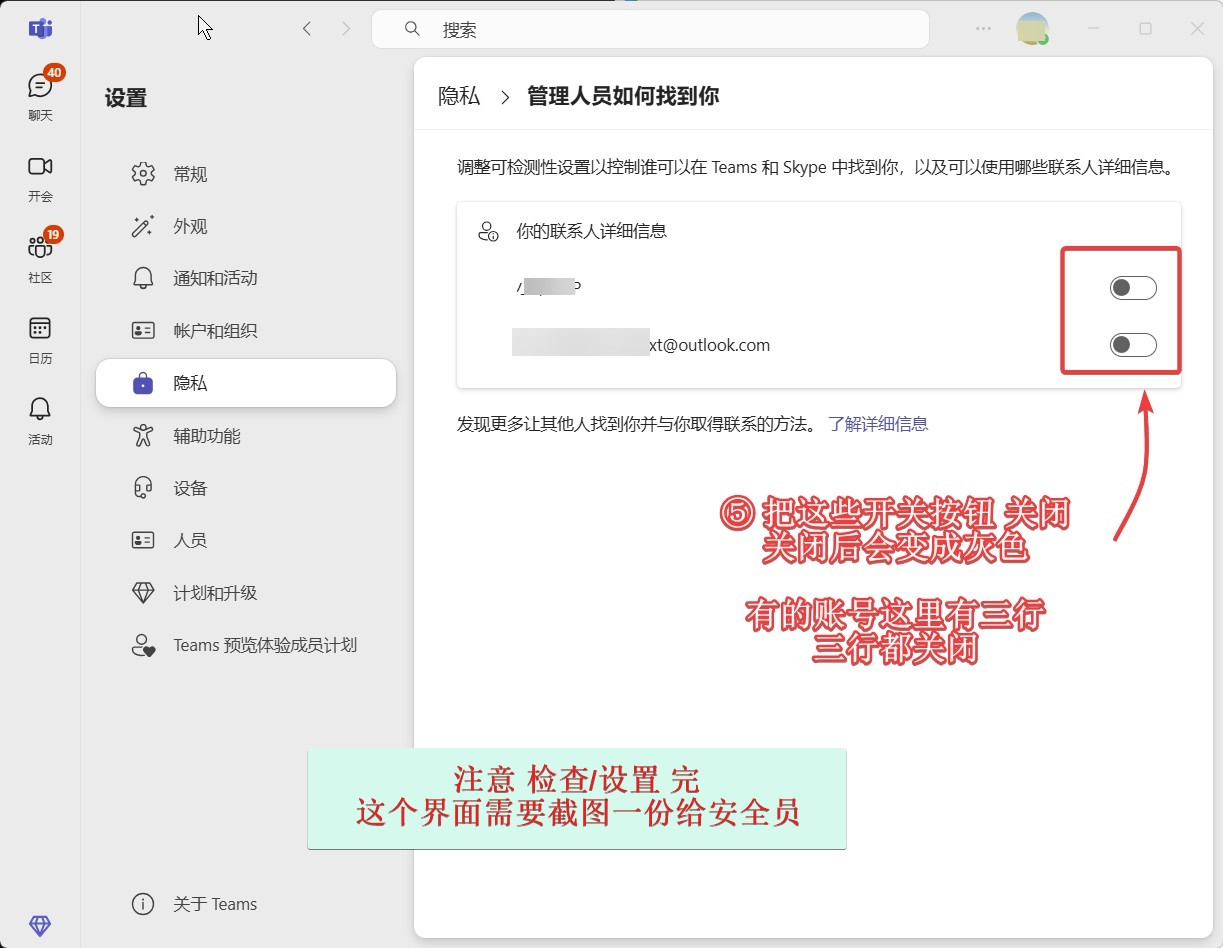 搜索
40
聊天
开会
19
社区
日历
活动
设置
常规
外观
通知和活动
帐户和组织
隐私
辅助功能
设备
人员
计划和升级
Teams 预览体验成员计划
关于 Teams
隐私 > 管理人员如何找到你
调整可检测性设置以控制谁可以在 Teams 和 Skype 中找到你，以及可以使用哪些联系人详细信息。
你的联系人详细信息
xt@outlook.com
发现更多让其他人找到你并与你取得联系的方法。 了解详细信息
⑤ 把这些开关按钮 关闭
关闭后会变成灰色
有的账号这里有三行
三行都关闭
注意 检查/设置 完
这个界面需要截图一份给安全员